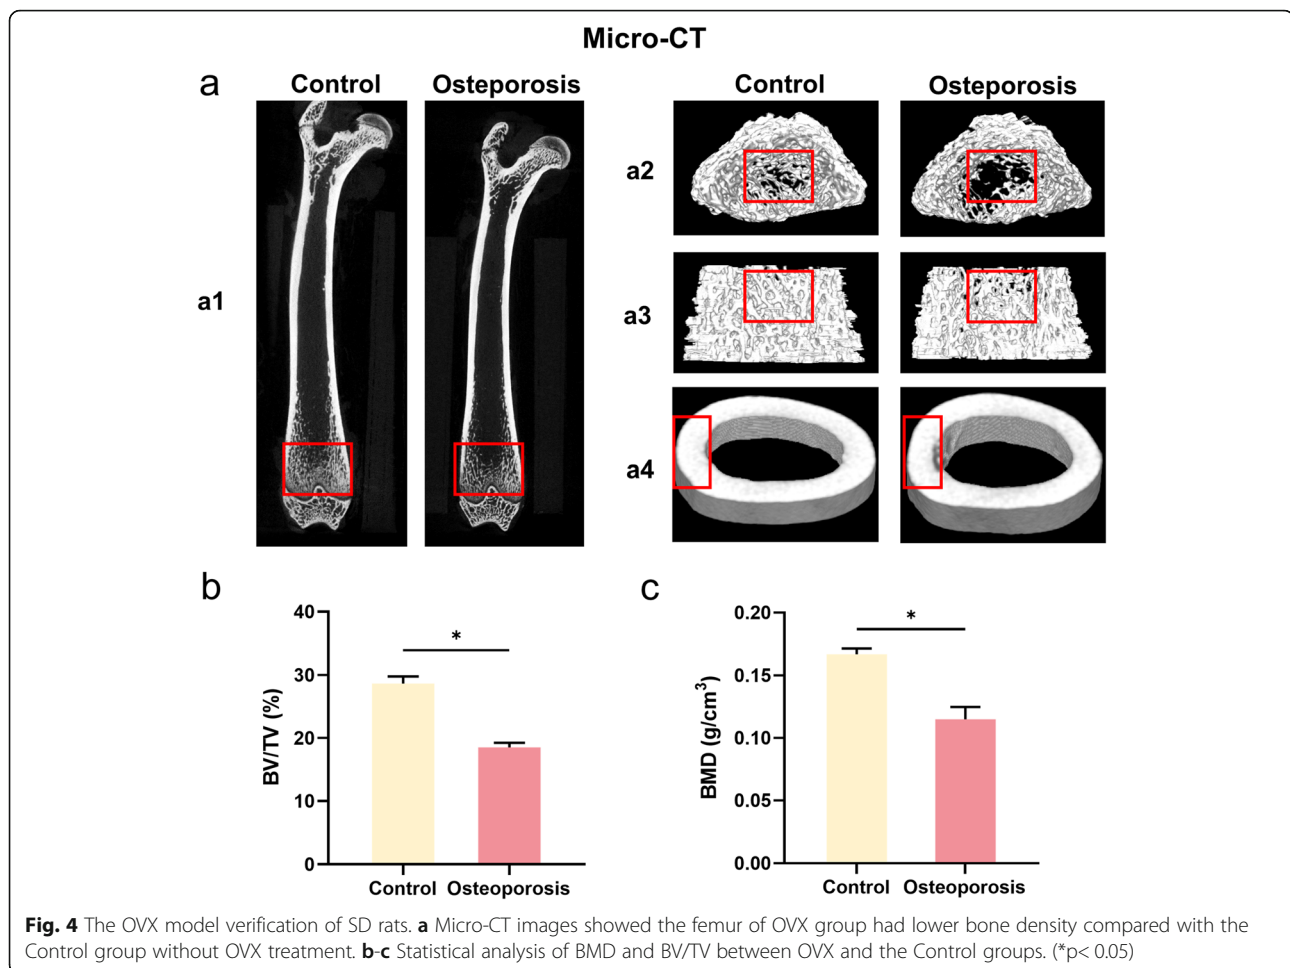 Micro-CT
a
Control
Osteporosis
a1
Control
Osteporosis
a2
a3
a4
b
BV/TV (%)
40
30
20
10
0
*
Control
Osteoporosis
c
BMD (g/cm³)
0.20
0.15
0.10
0.05
0.00
*
Control
Osteoporosis
Fig. 4 The OVX model verification of SD rats. a Micro-CT images showed the femur of OVX group had lower bone density compared with the
Control group without OVX treatment. b-c Statistical analysis of BMD and BV/TV between OVX and the Control groups. (*p< 0.05)